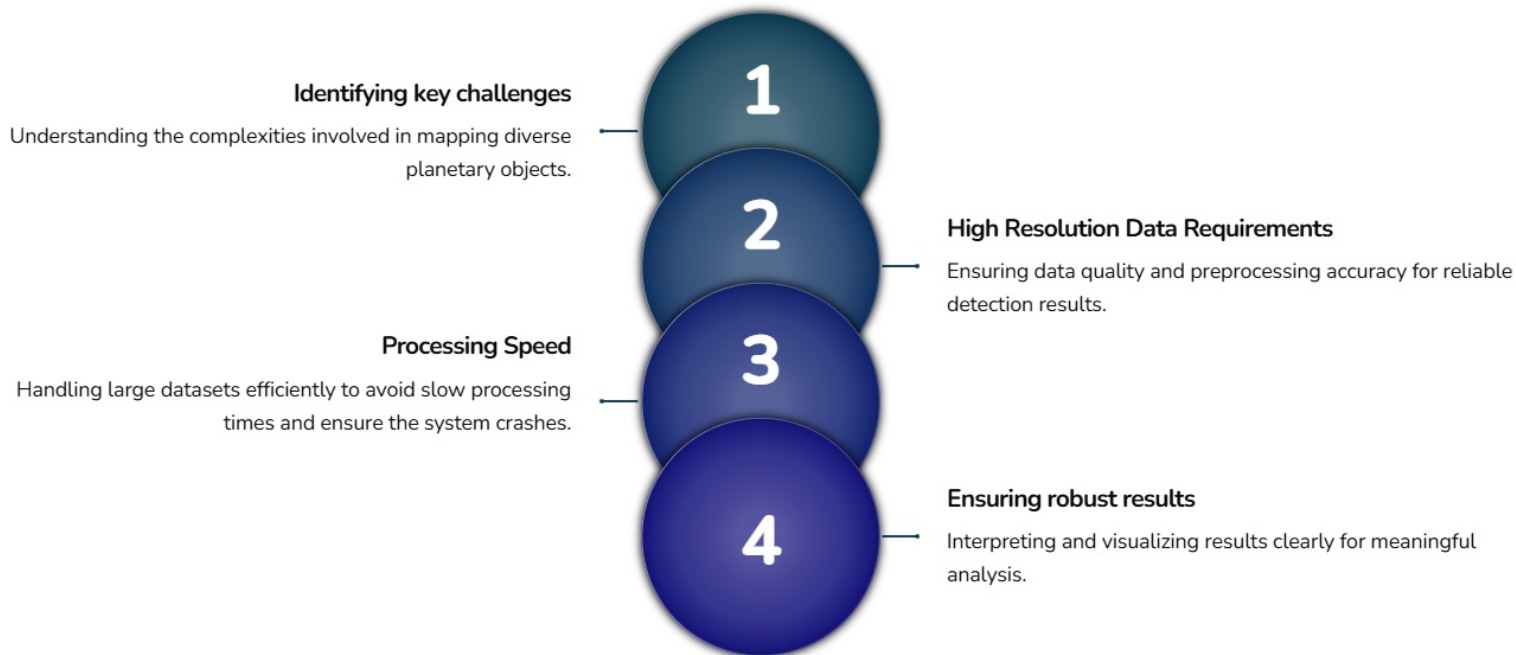 1
Identifying key challenges
Understanding the complexities involved in mapping diverse
planetary objects.
2
High Resolution Data Requirements
Ensuring data quality and preprocessing accuracy for reliable
detection results.
3
Processing Speed
Handling large datasets efficiently to avoid slow processing
times and ensure the system crashes.
4
Ensuring robust results
Interpreting and visualizing results clearly for meaningful
analysis.